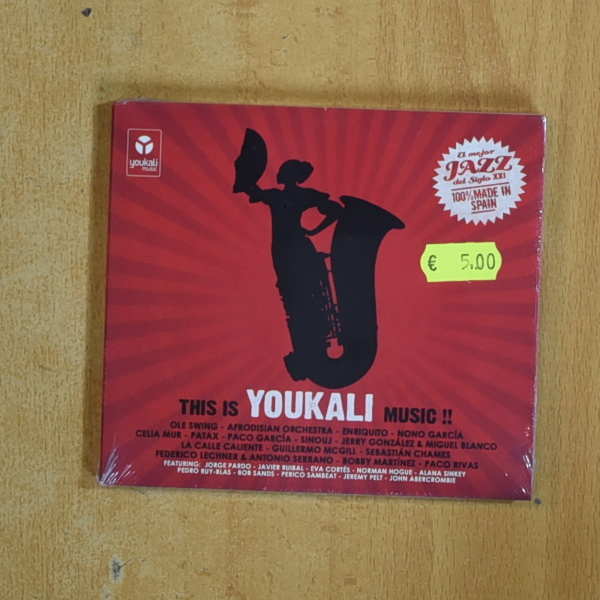 youkali
music
El mejor
JAZZ
del Siglo XXI
100% MADE IN
SPAIN
€ 5.00
THIS IS YOUKALI MUSIC !!
OLE SWING - AFRODISIAN ORCHESTRA - ENRIQUITO - NONO GARCÍA
CELIA MUR - PATAX - PACO GARCÍA - SINOUJ - JERRY GONZÁLEZ & MIGUEL BLANCO
LA CALLE CALIENTE - GUILLERMO MCGILL - SEBASTIÁN CHAMES
FEDERICO LECHNER & ANTONIO SERRANO - BOBBY MARTÍNEZ - PACO RIVAS
FEATURING: JORGE PARDO - JAVIER RUIBAL - EVA CORTÉS - NORMAN HOGUE - ALANA SINKEY
PEDRO RUY-BLAS - BOB SANDS - PERICO SAMBEAT - JEREMY PELT - JOHN ABERCROMBIE